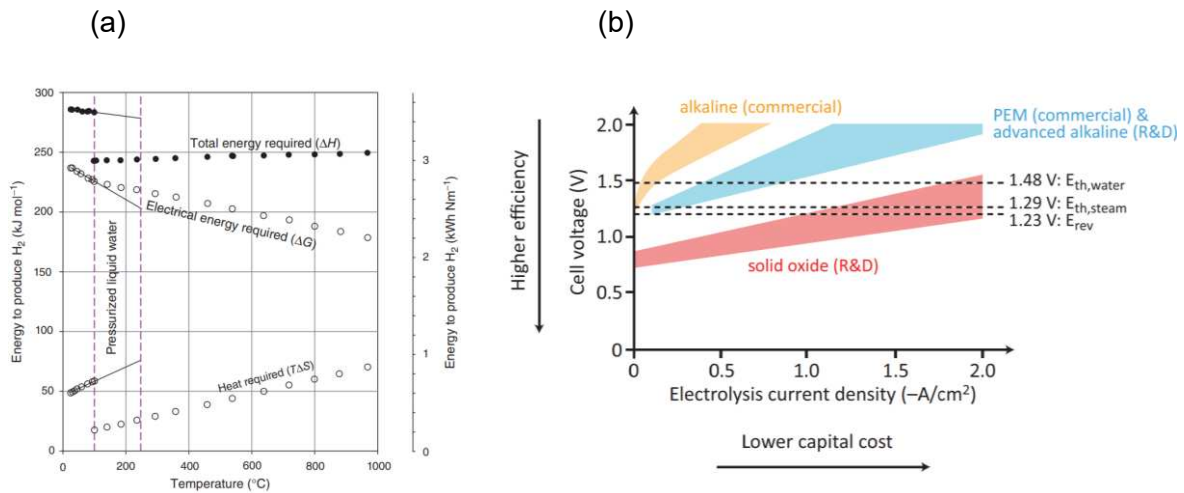 (a)
(b)
Energy to produce H2 (kJ mol−1)
300
250
200
150
100
50
0
Pressurized liquid water
Total energy required (ΔH)
Electrical energy required (ΔG)
Heat required (TΔS)
0
200
400
600
800
1000
Temperature (°C)
3
2
1
0
Energy to produce H2 (kWh Nm−1)
Higher efficiency
Cell voltage (V)
2.0
1.5
1.0
0.5
0
alkaline (commercial)
PEM (commercial) &
advanced alkaline (R&D)
1.48 V: Eth,water
1.29 V: Eth,steam
1.23 V: Erev
solid oxide (R&D)
0
0.5
1.0
1.5
2.0
Electrolysis current density (–A/cm2)
Lower capital cost